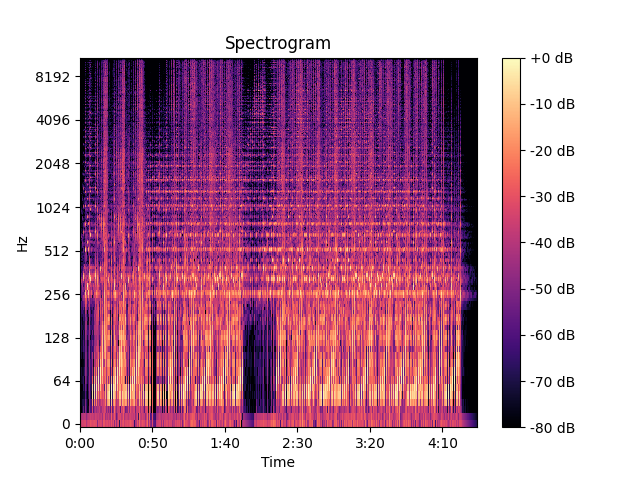 Spectrogram
8192
4096
2048
1024
512
256
128
64
0
Hz
0:00 0:50 1:40 2:30 3:20 4:10
Time
+0 dB
-10 dB
-20 dB
-30 dB
-40 dB
-50 dB
-60 dB
-70 dB
-80 dB